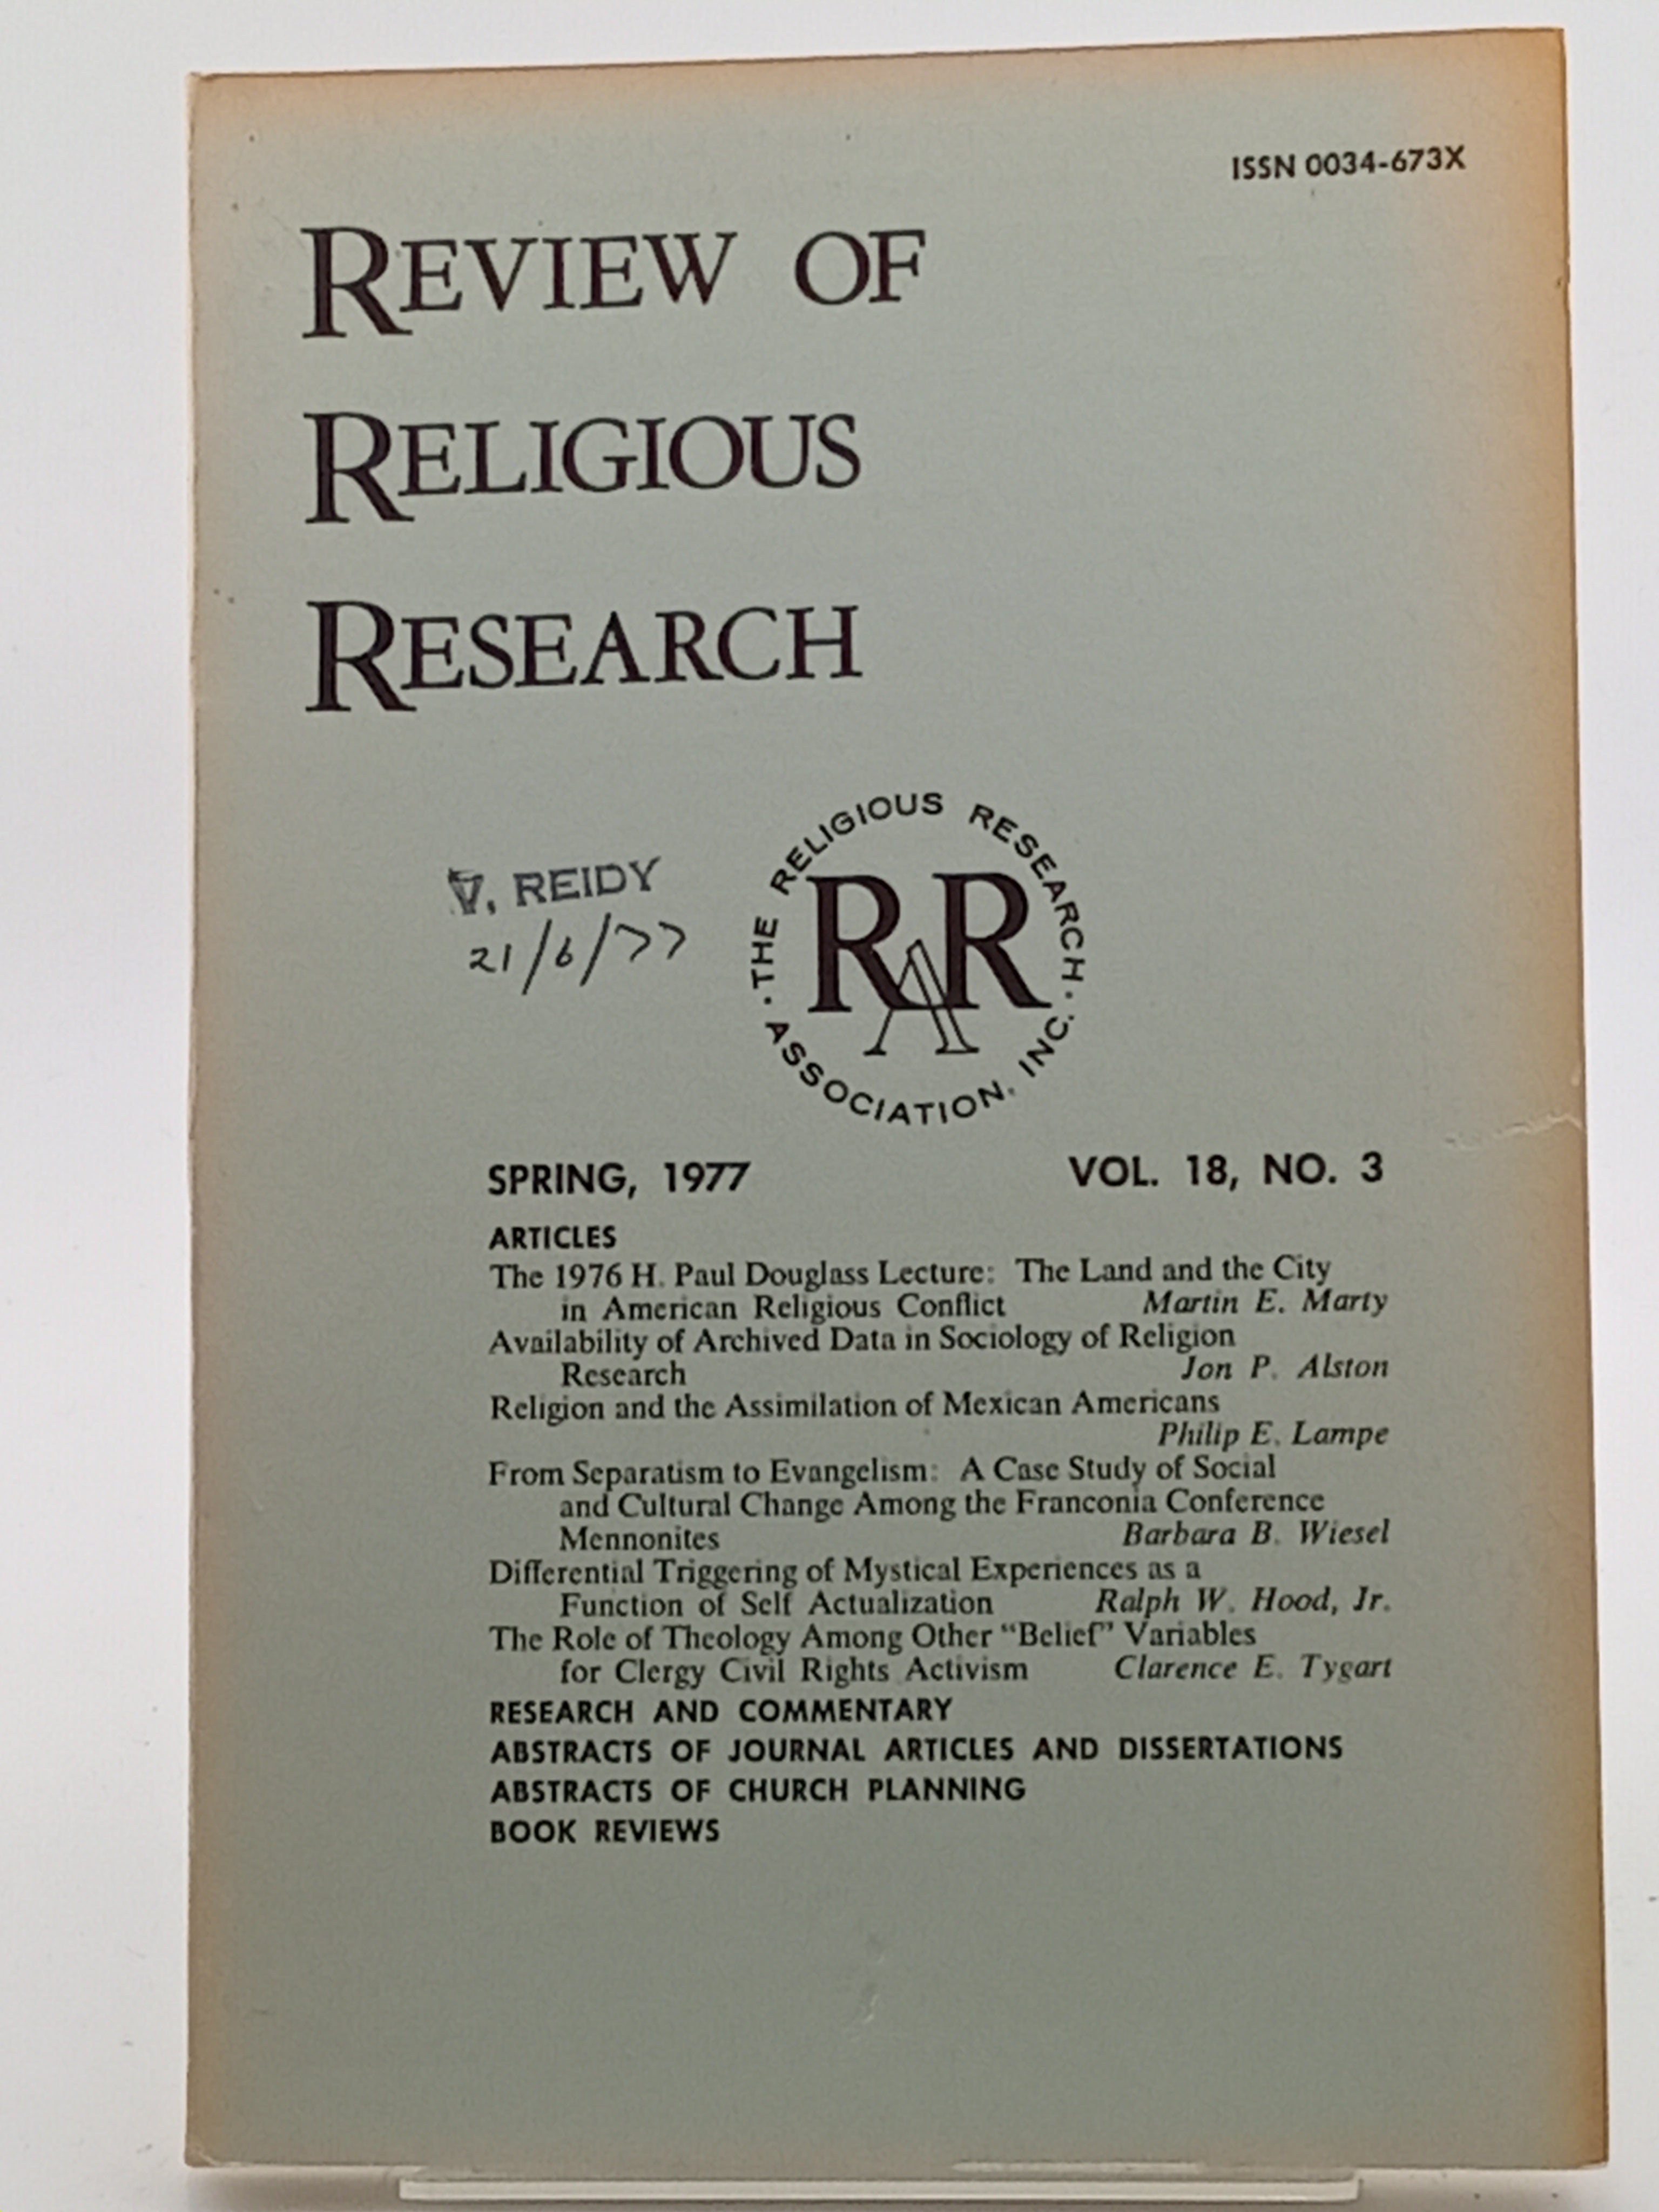 ISSN 0034-673X
REVIEW OF
RELIGIOUS
RESEARCH
V. REIDY
21/6/77
· THE RELIGIOUS RESEARCH · ASSOCIATION, INC.
RRA
SPRING, 1977 VOL. 18, NO. 3
ARTICLES
The 1976 H. Paul Douglass Lecture: The Land and the City
in American Religious Conflict Martin E. Marty
Availability of Archived Data in Sociology of Religion
Research Jon P. Alston
Religion and the Assimilation of Mexican Americans
Philip E. Lampe
From Separatism to Evangelism: A Case Study of Social
and Cultural Change Among the Franconia Conference
Mennonites Barbara B. Wiesel
Differential Triggering of Mystical Experiences as a
Function of Self Actualization Ralph W. Hood, Jr.
The Role of Theology Among Other "Belief" Variables
for Clergy Civil Rights Activism Clarence E. Tygart
RESEARCH AND COMMENTARY
ABSTRACTS OF JOURNAL ARTICLES AND DISSERTATIONS
ABSTRACTS OF CHURCH PLANNING
BOOK REVIEWS